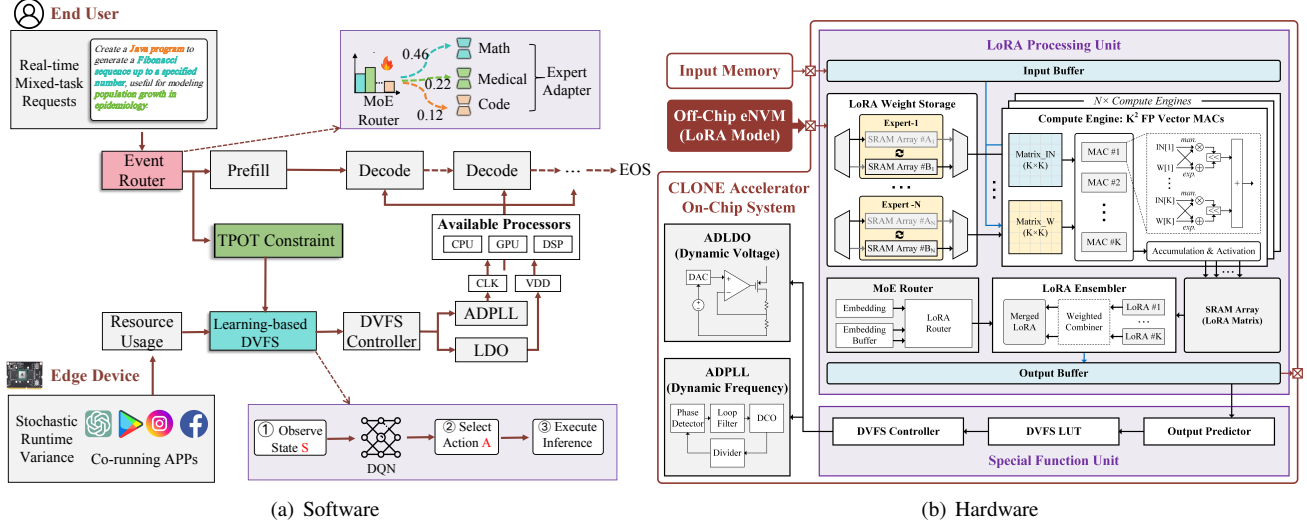 End User
Real-time
Mixed-task
Requests
Create a Java program to
generate a Fibonacci
sequence up to a specified
number, useful for modeling
population growth in
epidemiology.
MoE
Router
0.46
0.22
0.12
Math
Medical
Code
Expert
Adapter
Event
Router
Prefill
Decode
Decode
...
EOS
TPOT Constraint
Available Processors
CPU
GPU
DSP
CLK
VDD
Resource
Usage
Learning-based
DVFS
DVFS
Controller
ADPLL
LDO
Edge Device
Stochastic
Runtime
Variance
Co-running APPs
① Observe
State S
DQN
② Select
Action A
③ Execute
Inference
(a) Software
Input Memory
Off-Chip eNVM
(LoRA Model)
CLONE Accelerator
On-Chip System
LoRA Processing Unit
Input Buffer
LoRA Weight Storage
Expert-1
SRAM Array #A1
SRAM Array #B1
...
Expert -N
SRAM Array #AN
SRAM Array #BN
N× Compute Engines
Compute Engine: K² FP Vector MACs
Matrix_IN
(K×K)
Matrix_W
(K×K)
MAC #1
MAC #2
MAC #K
IN[1]
W[1]
man.
exp.
<<
IN[K]
W[K]
man.
exp.
<<
+
Accumulation & Activation
ADLDO
(Dynamic Voltage)
DAC
MoE Router
Embedding
Embedding
Buffer
LoRA
Router
LoRA Ensembler
Merged
LoRA
Weighted
Combiner
LoRA #1
...
LoRA #K
SRAM Array
(LoRA Matrix)
Output Buffer
ADPLL
(Dynamic Frequency)
Phase
Detector
Loop
Filter
DCO
Divider
DVFS Controller
DVFS LUT
Output Predictor
Special Function Unit
(b) Hardware